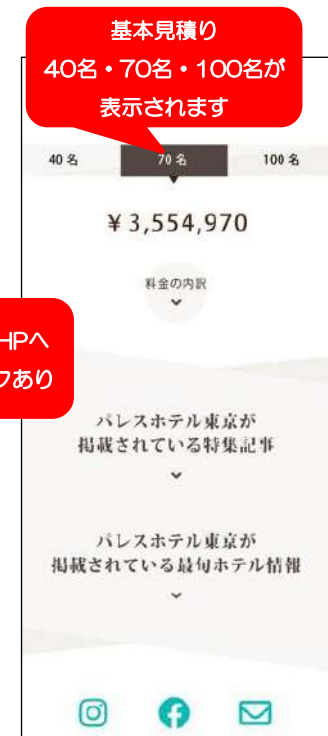 基本見積り
40名・70名・100名が
表示されます
40名
70名
100名
¥3,554,970
料金の内訳
HPへ
クあり
パレスホテル東京が
掲載されている特集記事
パレスホテル東京が
掲載されている最旬ホテル情報